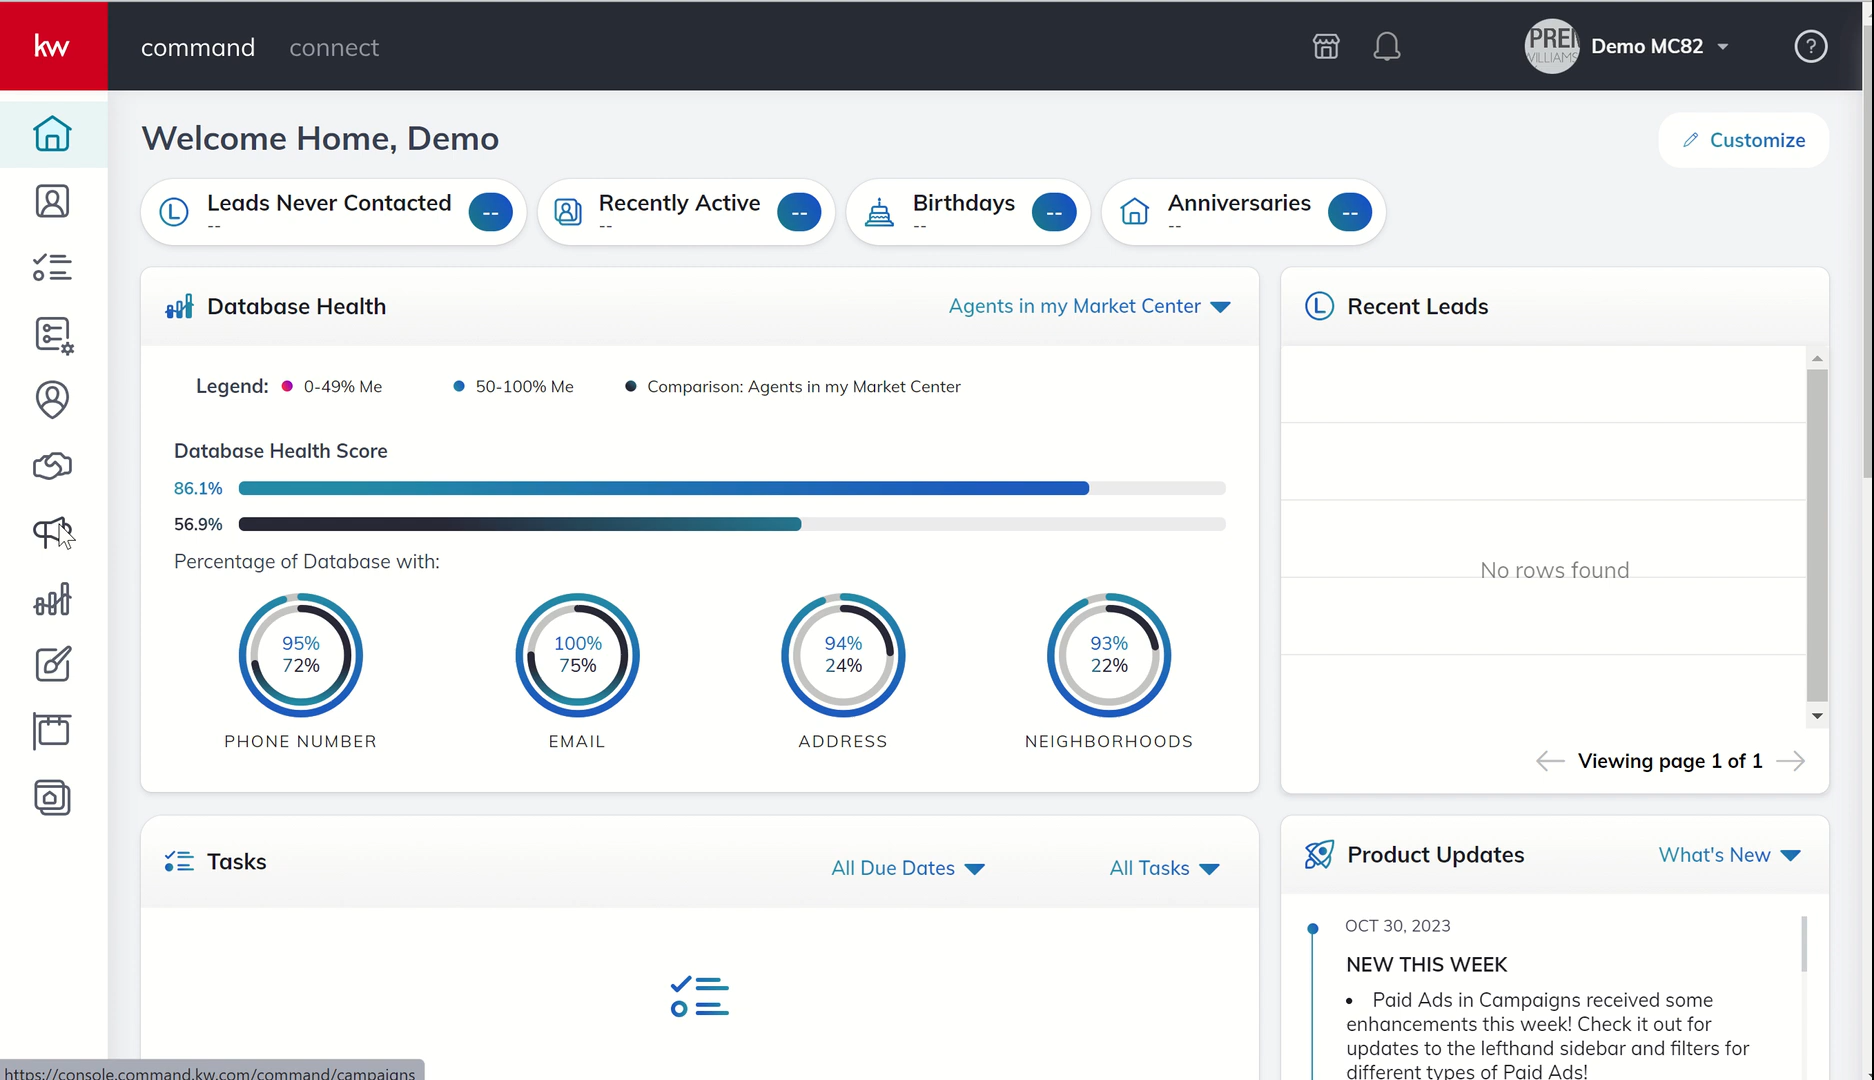 kw
command connect
PREM
WILLIAMS
Demo MC82
?
Welcome Home, Demo
Customize
L
Leads Never Contacted
--
--
Recently Active
--
--
Birthdays
--
--
Anniversaries
--
--
Database Health
Agents in my Market Center
Legend: 0-49% Me 50-100% Me Comparison: Agents in my Market Center
Database Health Score
86.1%
56.9%
Percentage of Database with:
95%
72%
PHONE NUMBER
100%
75%
EMAIL
94%
24%
ADDRESS
93%
22%
NEIGHBORHOODS
L
Recent Leads
No rows found
Viewing page 1 of 1
Tasks
All Due Dates
All Tasks
Product Updates
What's New
OCT 30, 2023
NEW THIS WEEK
• Paid Ads in Campaigns received some
enhancements this week! Check it out for
updates to the lefthand sidebar and filters for
different types of Paid Ads!
https://console.command.kw.com/command/campaigns